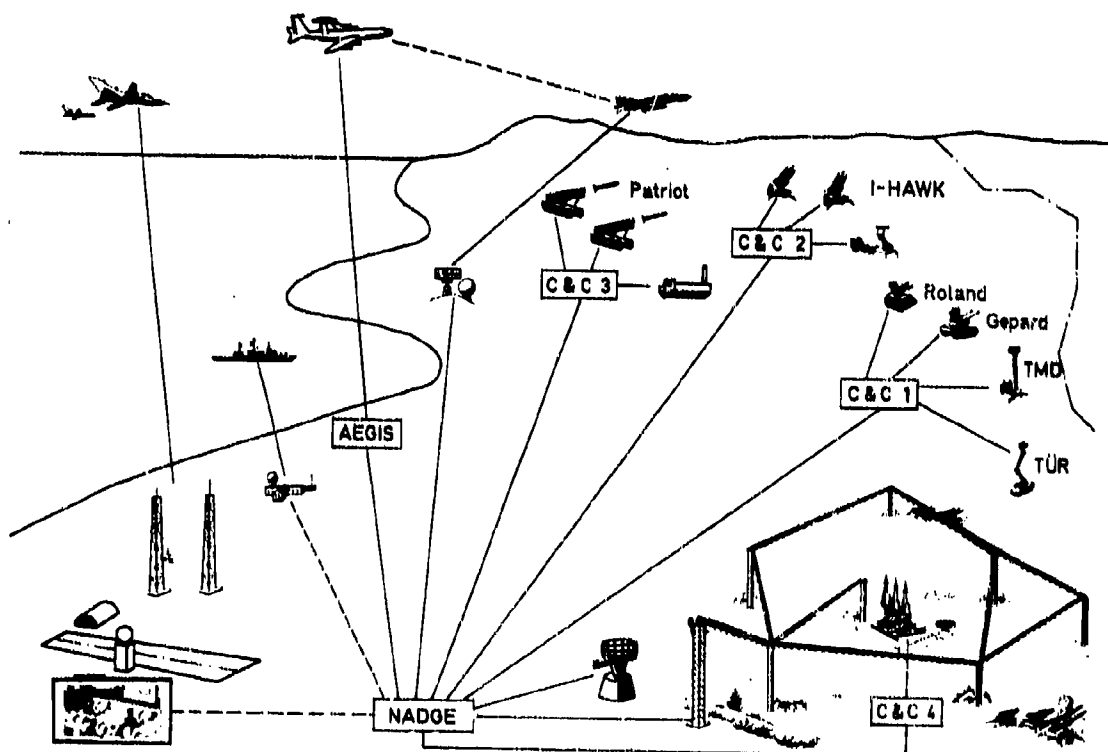 Patriot
I-HAWK
C & C 2
C & C 3
Roland
Gepard
TMD
C & C 1
AEGIS
TÜR
C & C 4
NADGE